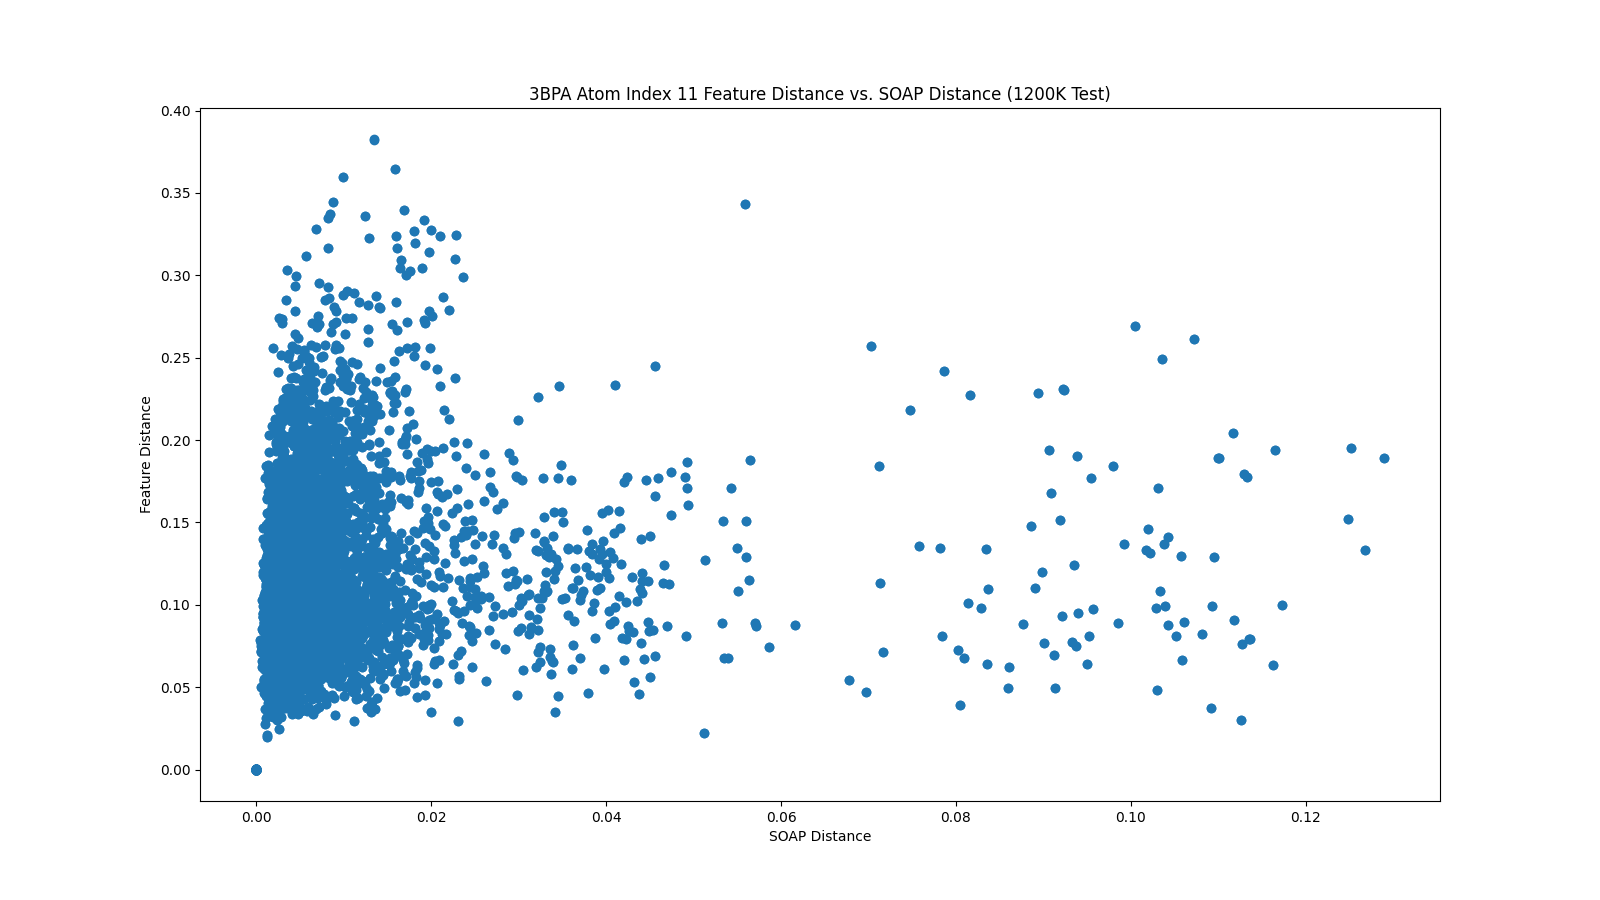 3BPA Atom Index 11 Feature Distance vs. SOAP Distance (1200K Test)
0.40
0.35
0.30
0.25
0.20
0.15
0.10
0.05
0.00
Feature Distance
0.00 0.02 0.04 0.06 0.08 0.10 0.12
SOAP Distance